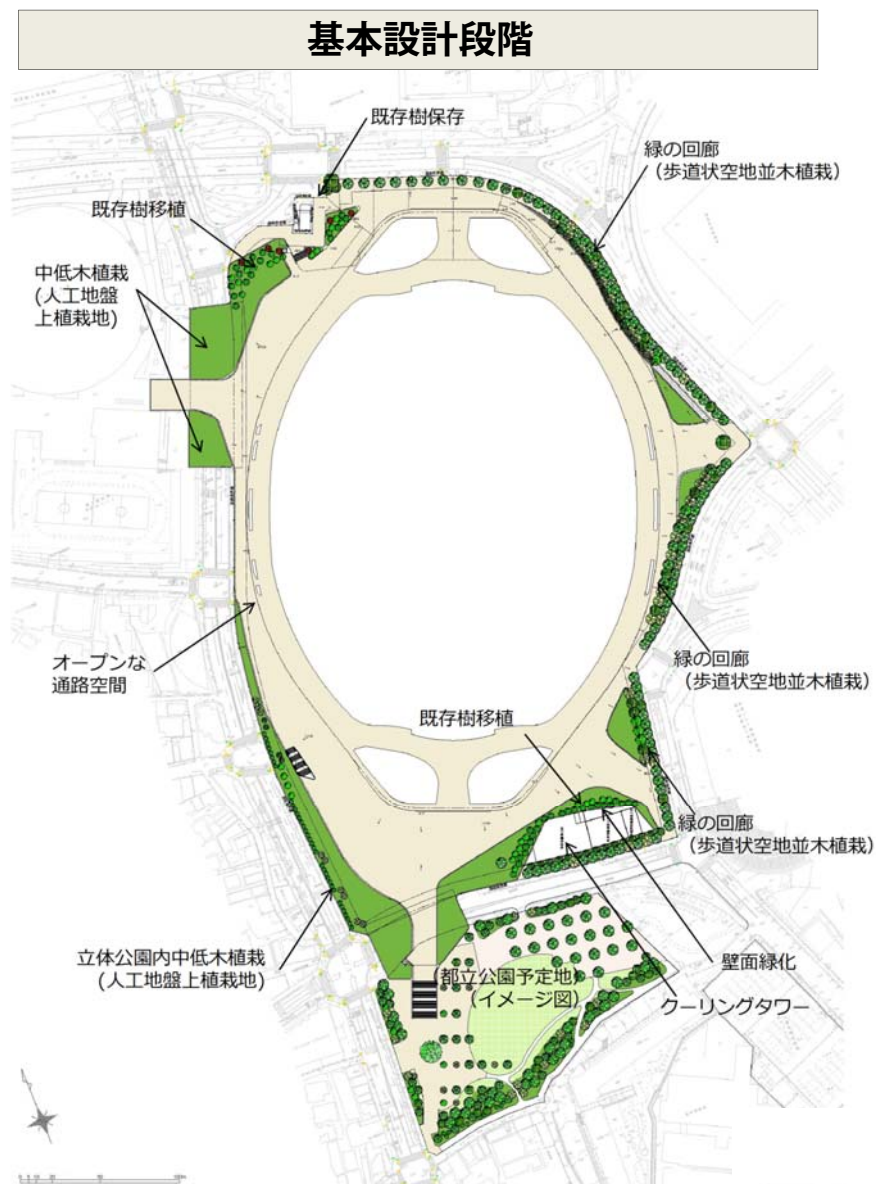 基本設計段階
既存樹保存
緑の回廊
（歩道状空地並木植栽）
既存樹移植
中低木植栽
(人工地盤
上植栽地)
オープンな
通路空間
緑の回廊
（歩道状空地並木植栽）
既存樹移植
緑の回廊
（歩道状空地並木植栽）
立体公園内中低木植栽
(人工地盤上植栽地)
(都立公園予定地)
(イメージ図)
壁面緑化
クーリングタワー